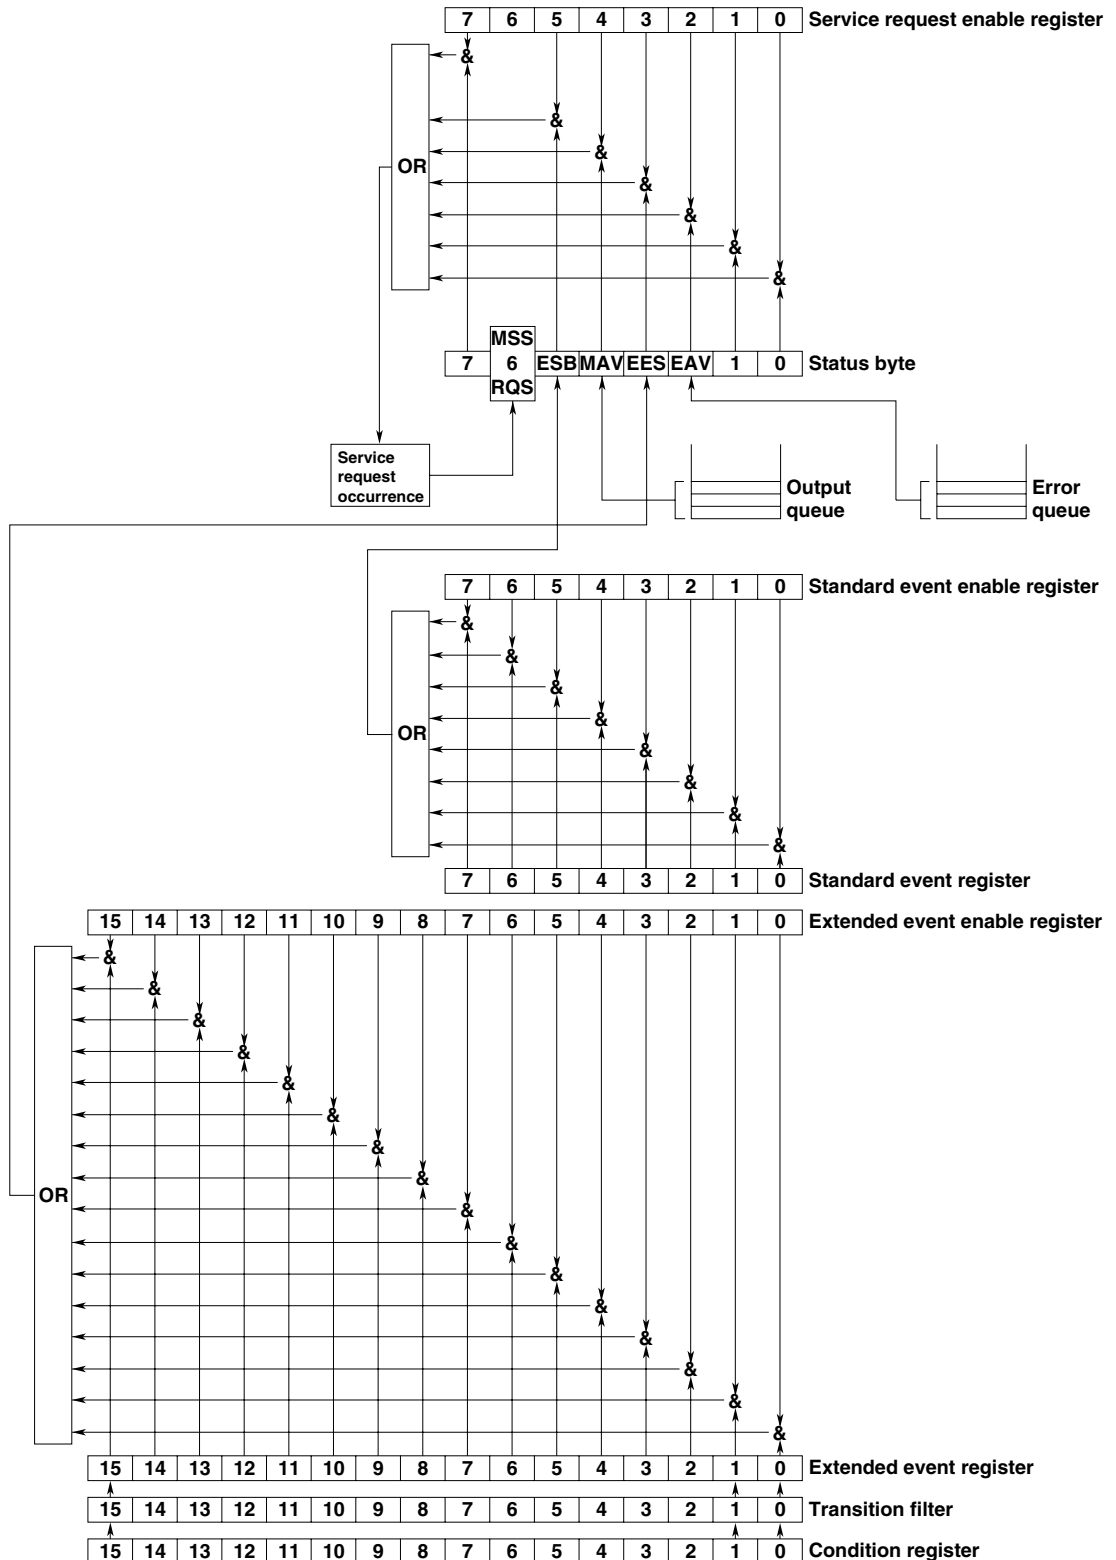 7 6 5 4 3 2 1 0 Service request enable register
&
&
&
OR
&
&
&
&
MSS
7 6 ESB MAV EES EAV 1 0 Status byte
RQS
Service
request
occurrence
Output
queue
Error
queue
7 6 5 4 3 2 1 0 Standard event enable register
&
&
&
&
OR
&
&
&
&
7 6 5 4 3 2 1 0 Standard event register
15 14 13 12 11 10 9 8 7 6 5 4 3 2 1 0 Extended event enable register
&
&
&
&
&
&
&
&
OR
&
&
&
&
&
&
&
&
15 14 13 12 11 10 9 8 7 6 5 4 3 2 1 0 Extended event register
15 14 13 12 11 10 9 8 7 6 5 4 3 2 1 0 Transition filter
15 14 13 12 11 10 9 8 7 6 5 4 3 2 1 0 Condition register